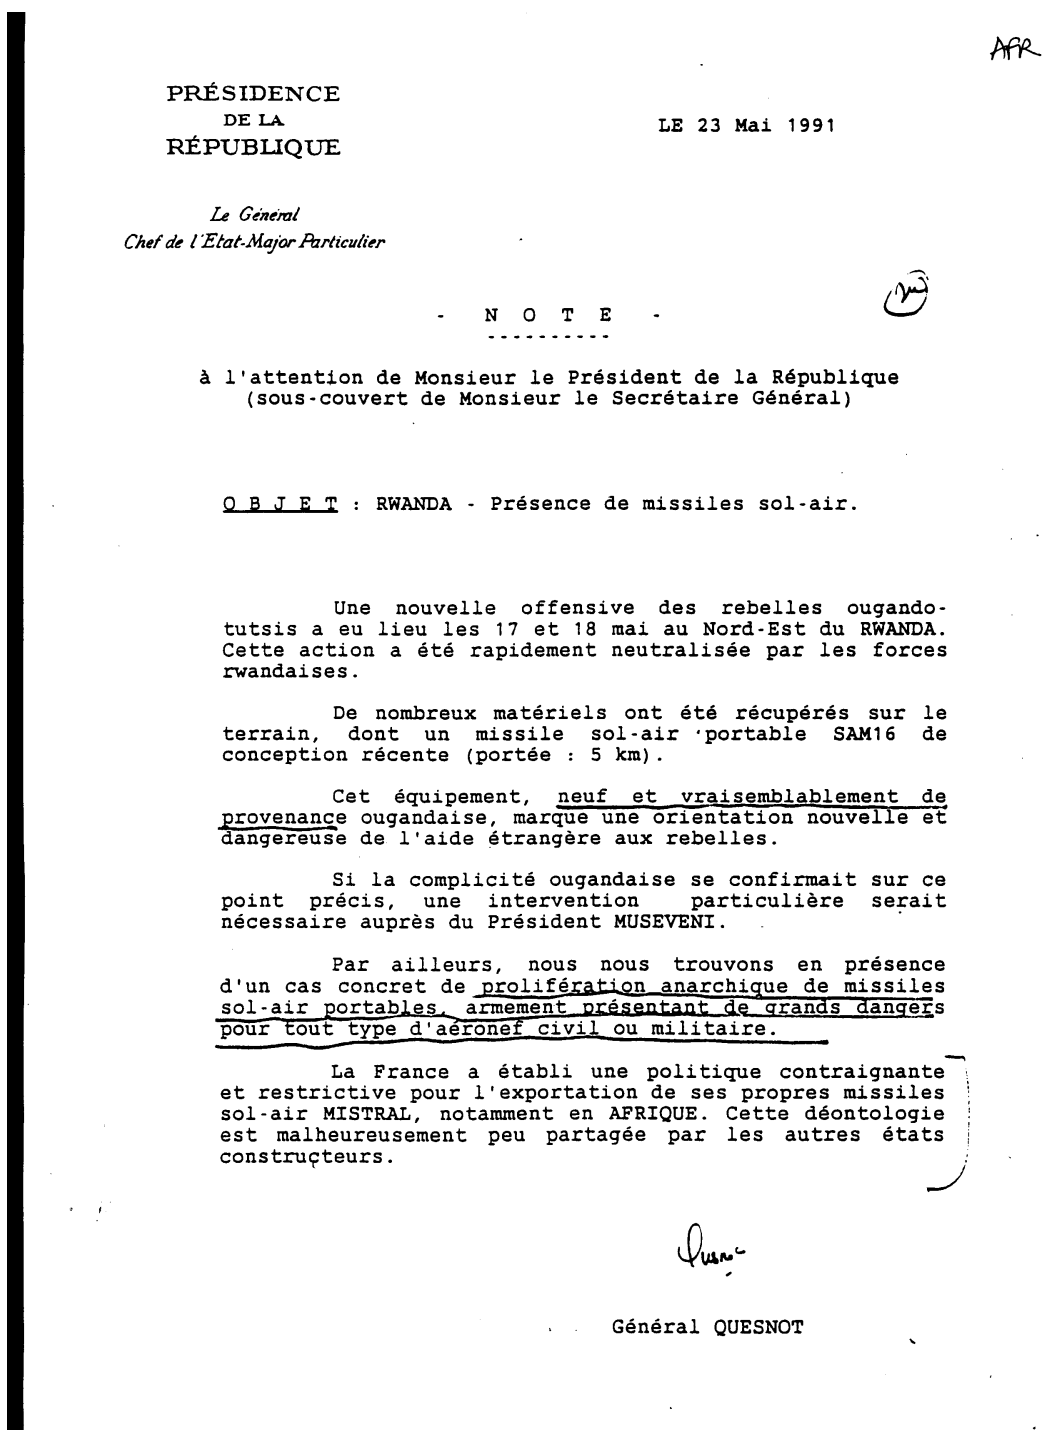 AFR
PRÉSIDENCE
DE LA
RÉPUBLIQUE
LE 23 Mai 1991
Le Général
Chef de l'Etat-Major Particulier
- N O T E -
----------
à l'attention de Monsieur le Président de la République
(sous-couvert de Monsieur le Secrétaire Général)
O B J E T : RWANDA - Présence de missiles sol-air.
Une nouvelle offensive des rebelles ougando-
tutsis a eu lieu les 17 et 18 mai au Nord-Est du RWANDA.
Cette action a été rapidement neutralisée par les forces
rwandaises.
De nombreux matériels ont été récupérés sur le
terrain, dont un missile sol-air portable SAM16 de
conception récente (portée : 5 km).
Cet équipement, neuf et vraisemblablement de
provenance ougandaise, marque une orientation nouvelle et
dangereuse de l'aide étrangère aux rebelles.
Si la complicité ougandaise se confirmait sur ce
point précis, une intervention particulière serait
nécessaire auprès du Président MUSEVENI.
Par ailleurs, nous nous trouvons en présence
d'un cas concret de prolifération anarchique de missiles
sol-air portables, armement présentant de grands dangers
pour tout type d'aéronef civil ou militaire.
La France a établi une politique contraignante
et restrictive pour l'exportation de ses propres missiles
sol-air MISTRAL, notamment en AFRIQUE. Cette déontologie
est malheureusement peu partagée par les autres états
constructeurs.
Général QUESNOT